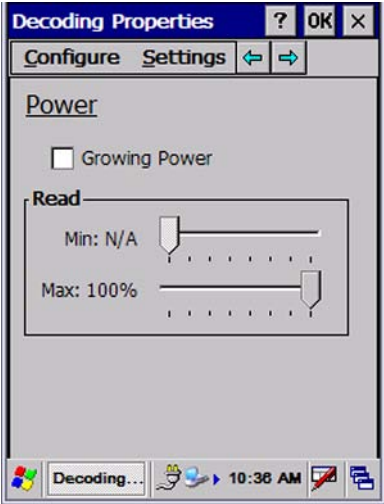 Decoding Properties ? OK ×
Configure Settings
Power
Growing Power
Read
Min: N/A
Max: 100%
Decoding... 10:36 AM